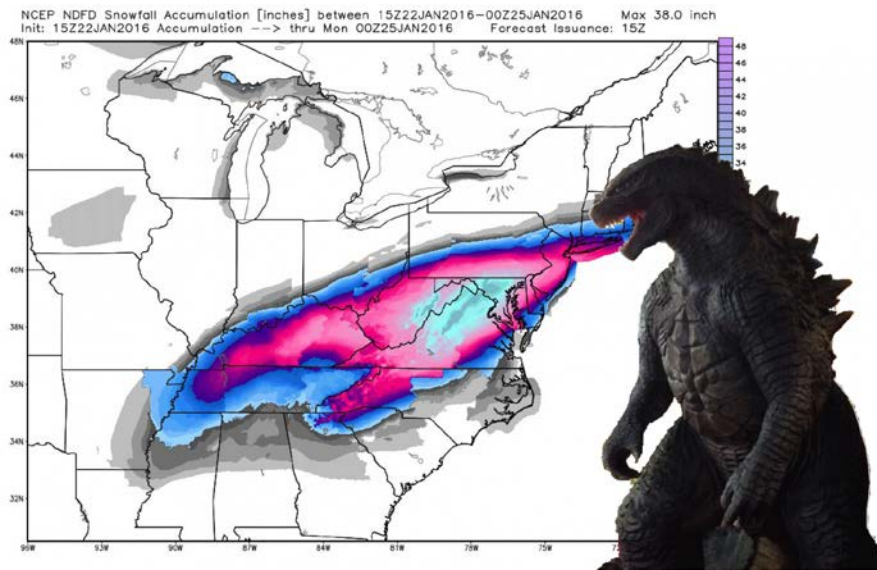 NCEP NDFD Snowfall Accumulation [inches] between 15Z22JAN2016-00Z25JAN2016 Max 38.0 inch
Init: 15Z22JAN2016 Accumulation --> thru Mon 00Z25JAN2016 Forecast Issuance: 15Z
48N
46N
44N
42N
40N
38N
36N
34N
32N
96W 93W 90W 87W 84W 81W 78W 75W
48
46
44
42
40
38
36
34